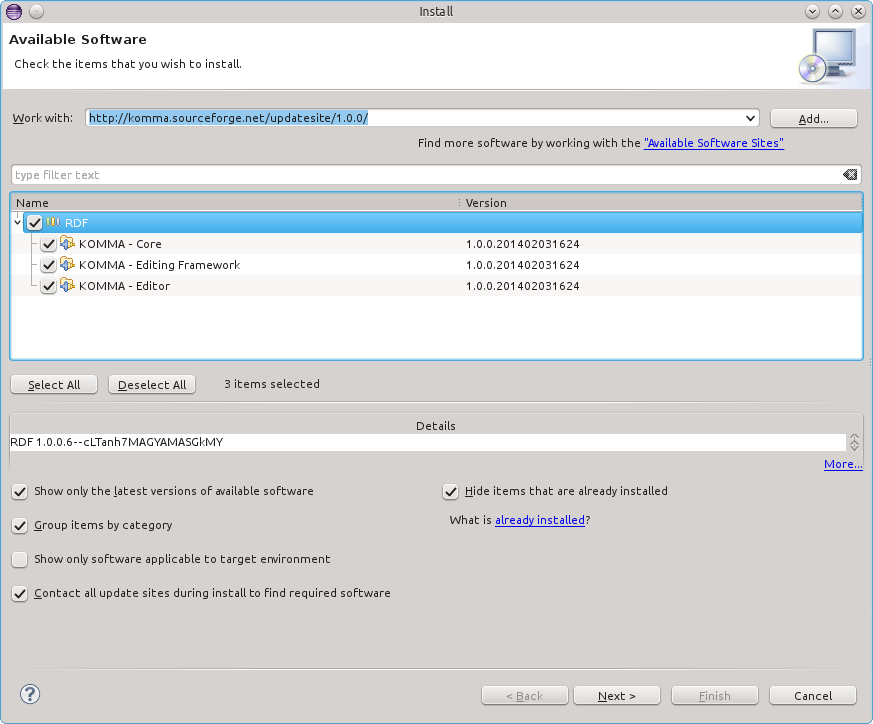 Install
Available Software
Check the items that you wish to install.
Work with: http://komma.sourceforge.net/updatesite/1.0.0/ Add...
Find more software by working with the "Available Software Sites"
type filter text
Name Version
RDF
KOMMA - Core 1.0.0.201402031624
KOMMA - Editing Framework 1.0.0.201402031624
KOMMA - Editor 1.0.0.201402031624
Select All Deselect All 3 items selected
Details
RDF 1.0.0.6--cLTanh7MAGYAMASGkMY
More...
Show only the latest versions of available software Hide items that are already installed
Group items by category What is already installed?
Show only software applicable to target environment
Contact all update sites during install to find required software
? < Back Next > Finish Cancel